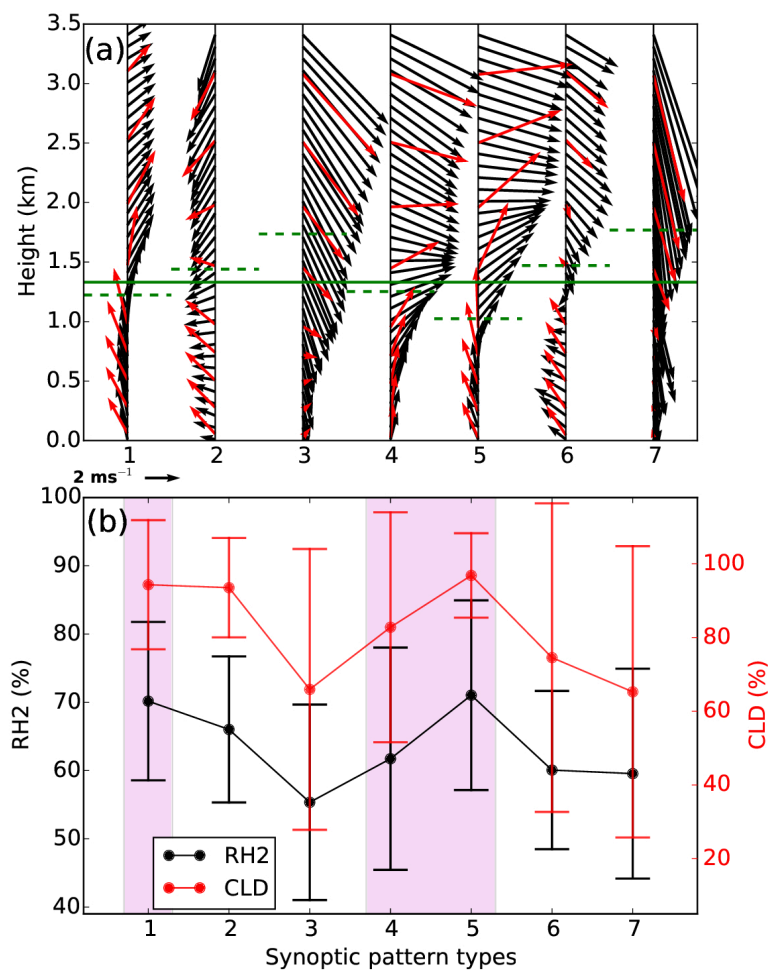 (a)
Height (km)
3.5
3.0
2.5
2.0
1.5
1.0
0.5
0.0
1 2 3 4 5 6 7
2 ms⁻¹
(b)
RH2 (%)
100
90
80
70
60
50
40
CLD (%)
100
80
60
40
20
RH2
CLD
1 2 3 4 5 6 7
Synoptic pattern types